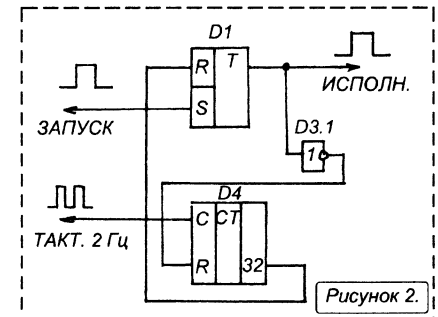 D1
R T
S
ЗАПУСК
ИСПОЛН.
D3.1
1
D4
C CT
R 32
ТАКТ. 2 Гц
Рисунок 2.